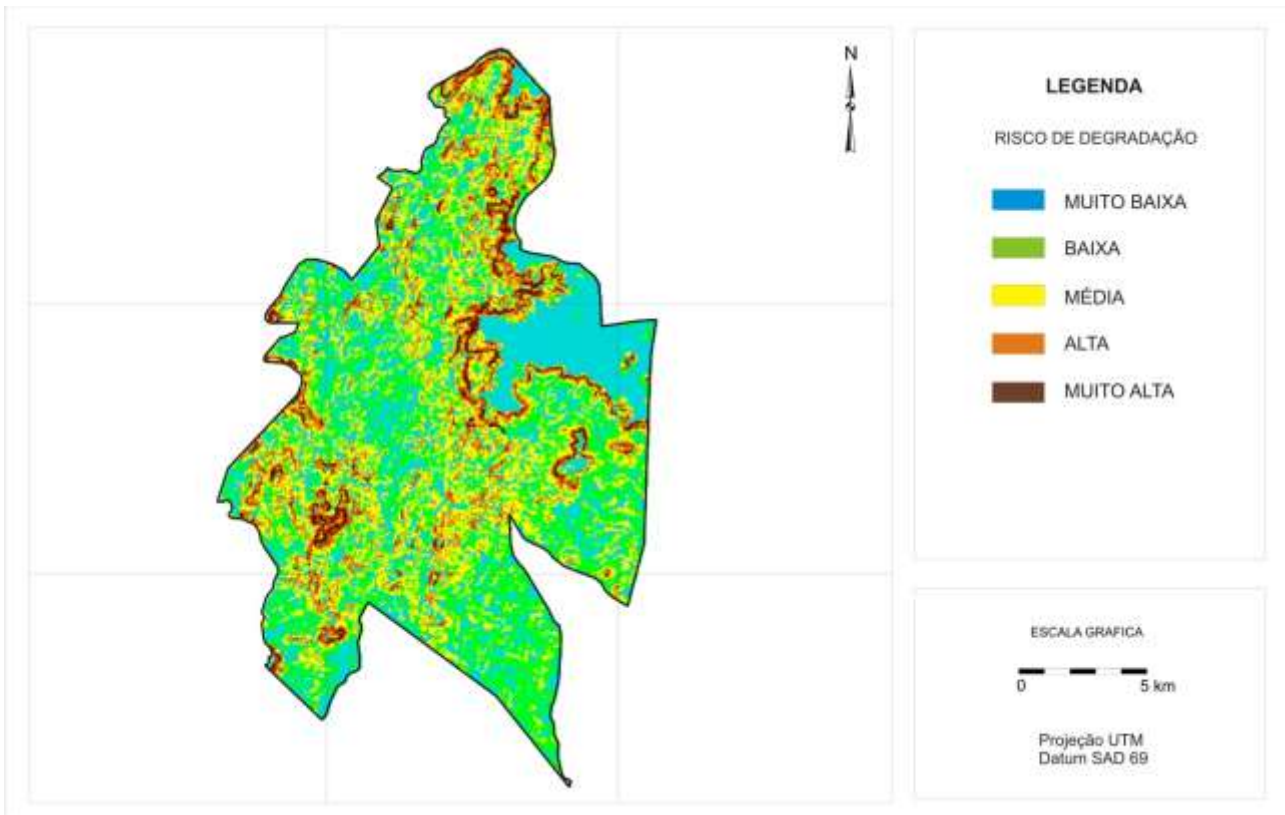 N
LEGENDA
RISCO DE DEGRADAÇÃO
MUITO BAIXA
BAIXA
MÉDIA
ALTA
MUITO ALTA
ESCALA GRAFICA
0 5 km
Projeção UTM
Datum SAD 69